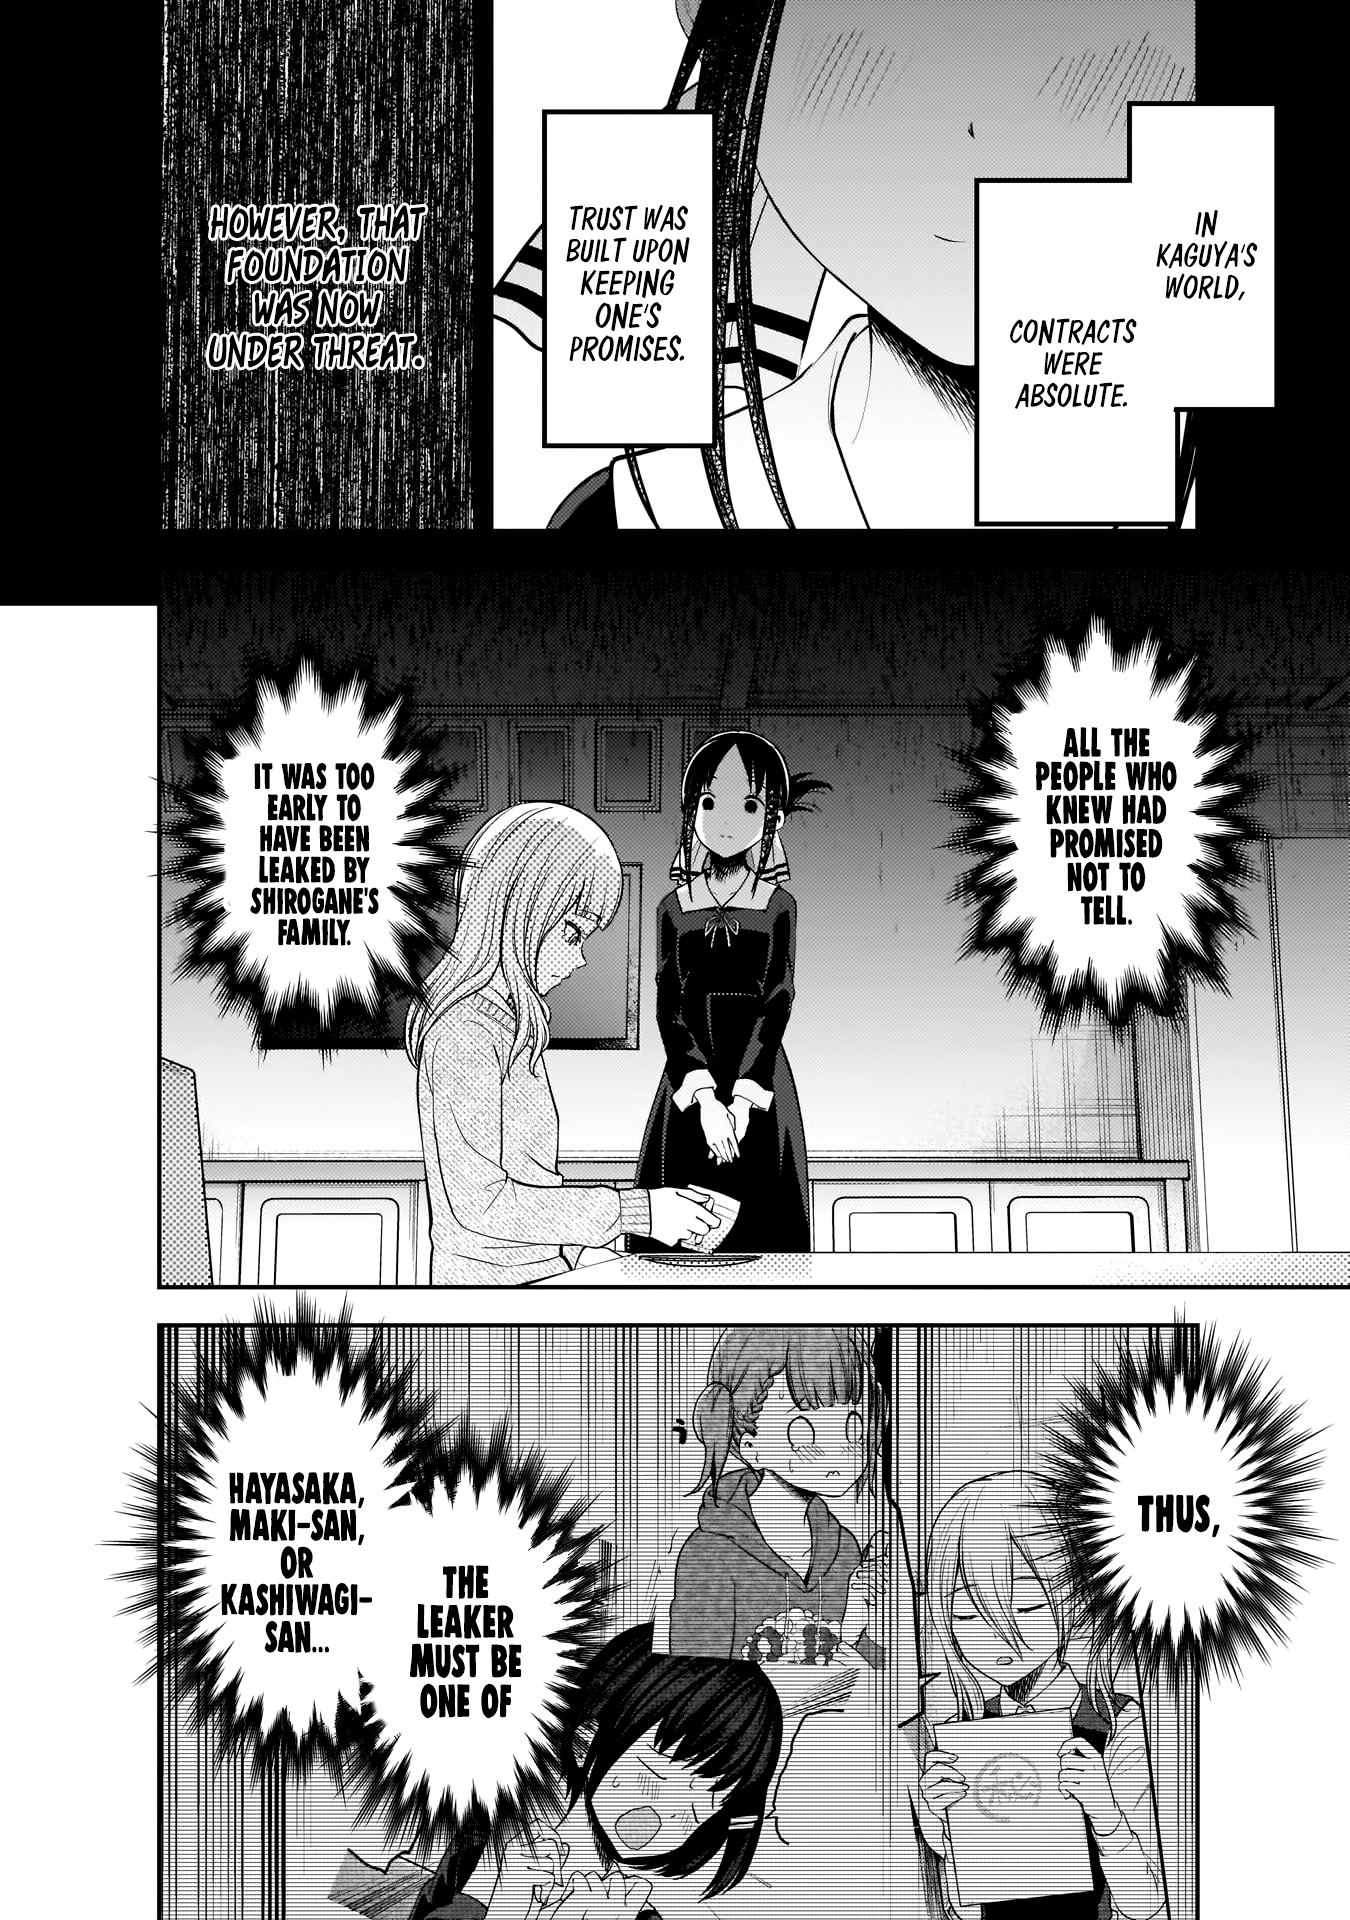 IN
KAGUYA'S
WORLD,
CONTRACTS
WERE
ABSOLUTE.
TRUST WAS
BUILT UPON
KEEPING
ONE'S
PROMISES.
HOWEVER, THAT
FOUNDATION
WAS NOW
UNDER THREAT.
ALL THE
PEOPLE WHO
KNEW HAD
PROMISED
NOT TO
TELL.
IT WAS TOO
EARLY TO
HAVE BEEN
LEAKED BY
SHIROGANE'S
FAMILY.
THUS,
う
THE
LEAKER
MUST BE
ONE OF
HAYASAKA,
MAKI-SAN,
OR
KASHIWAGI-
SAN...